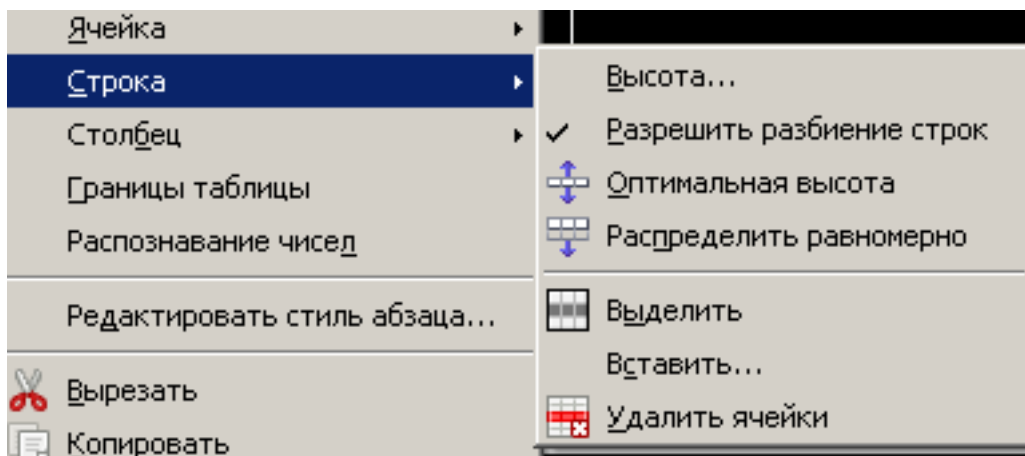 Ячейка
Строка
Столбец
Границы таблицы
Распознавание чисел
Редактировать стиль абзаца...
Вырезать
Копировать
Высота...
Разрешить разбиение строк
Оптимальная высота
Распределить равномерно
Выделить
Вставить...
Удалить ячейки